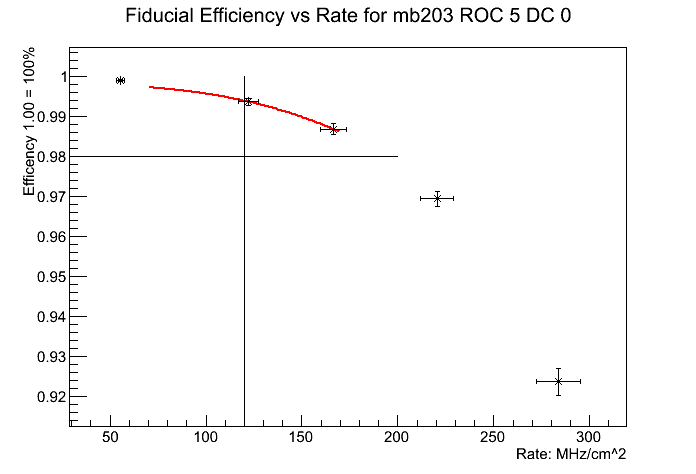 Fiducial Efficiency vs Rate for mb203 ROC 5 DC 0
Efficency 1.00 = 100%
1
0.99
0.98
0.97
0.96
0.95
0.94
0.93
0.92
50 100 150 200 250 300
Rate: MHz/cm^2